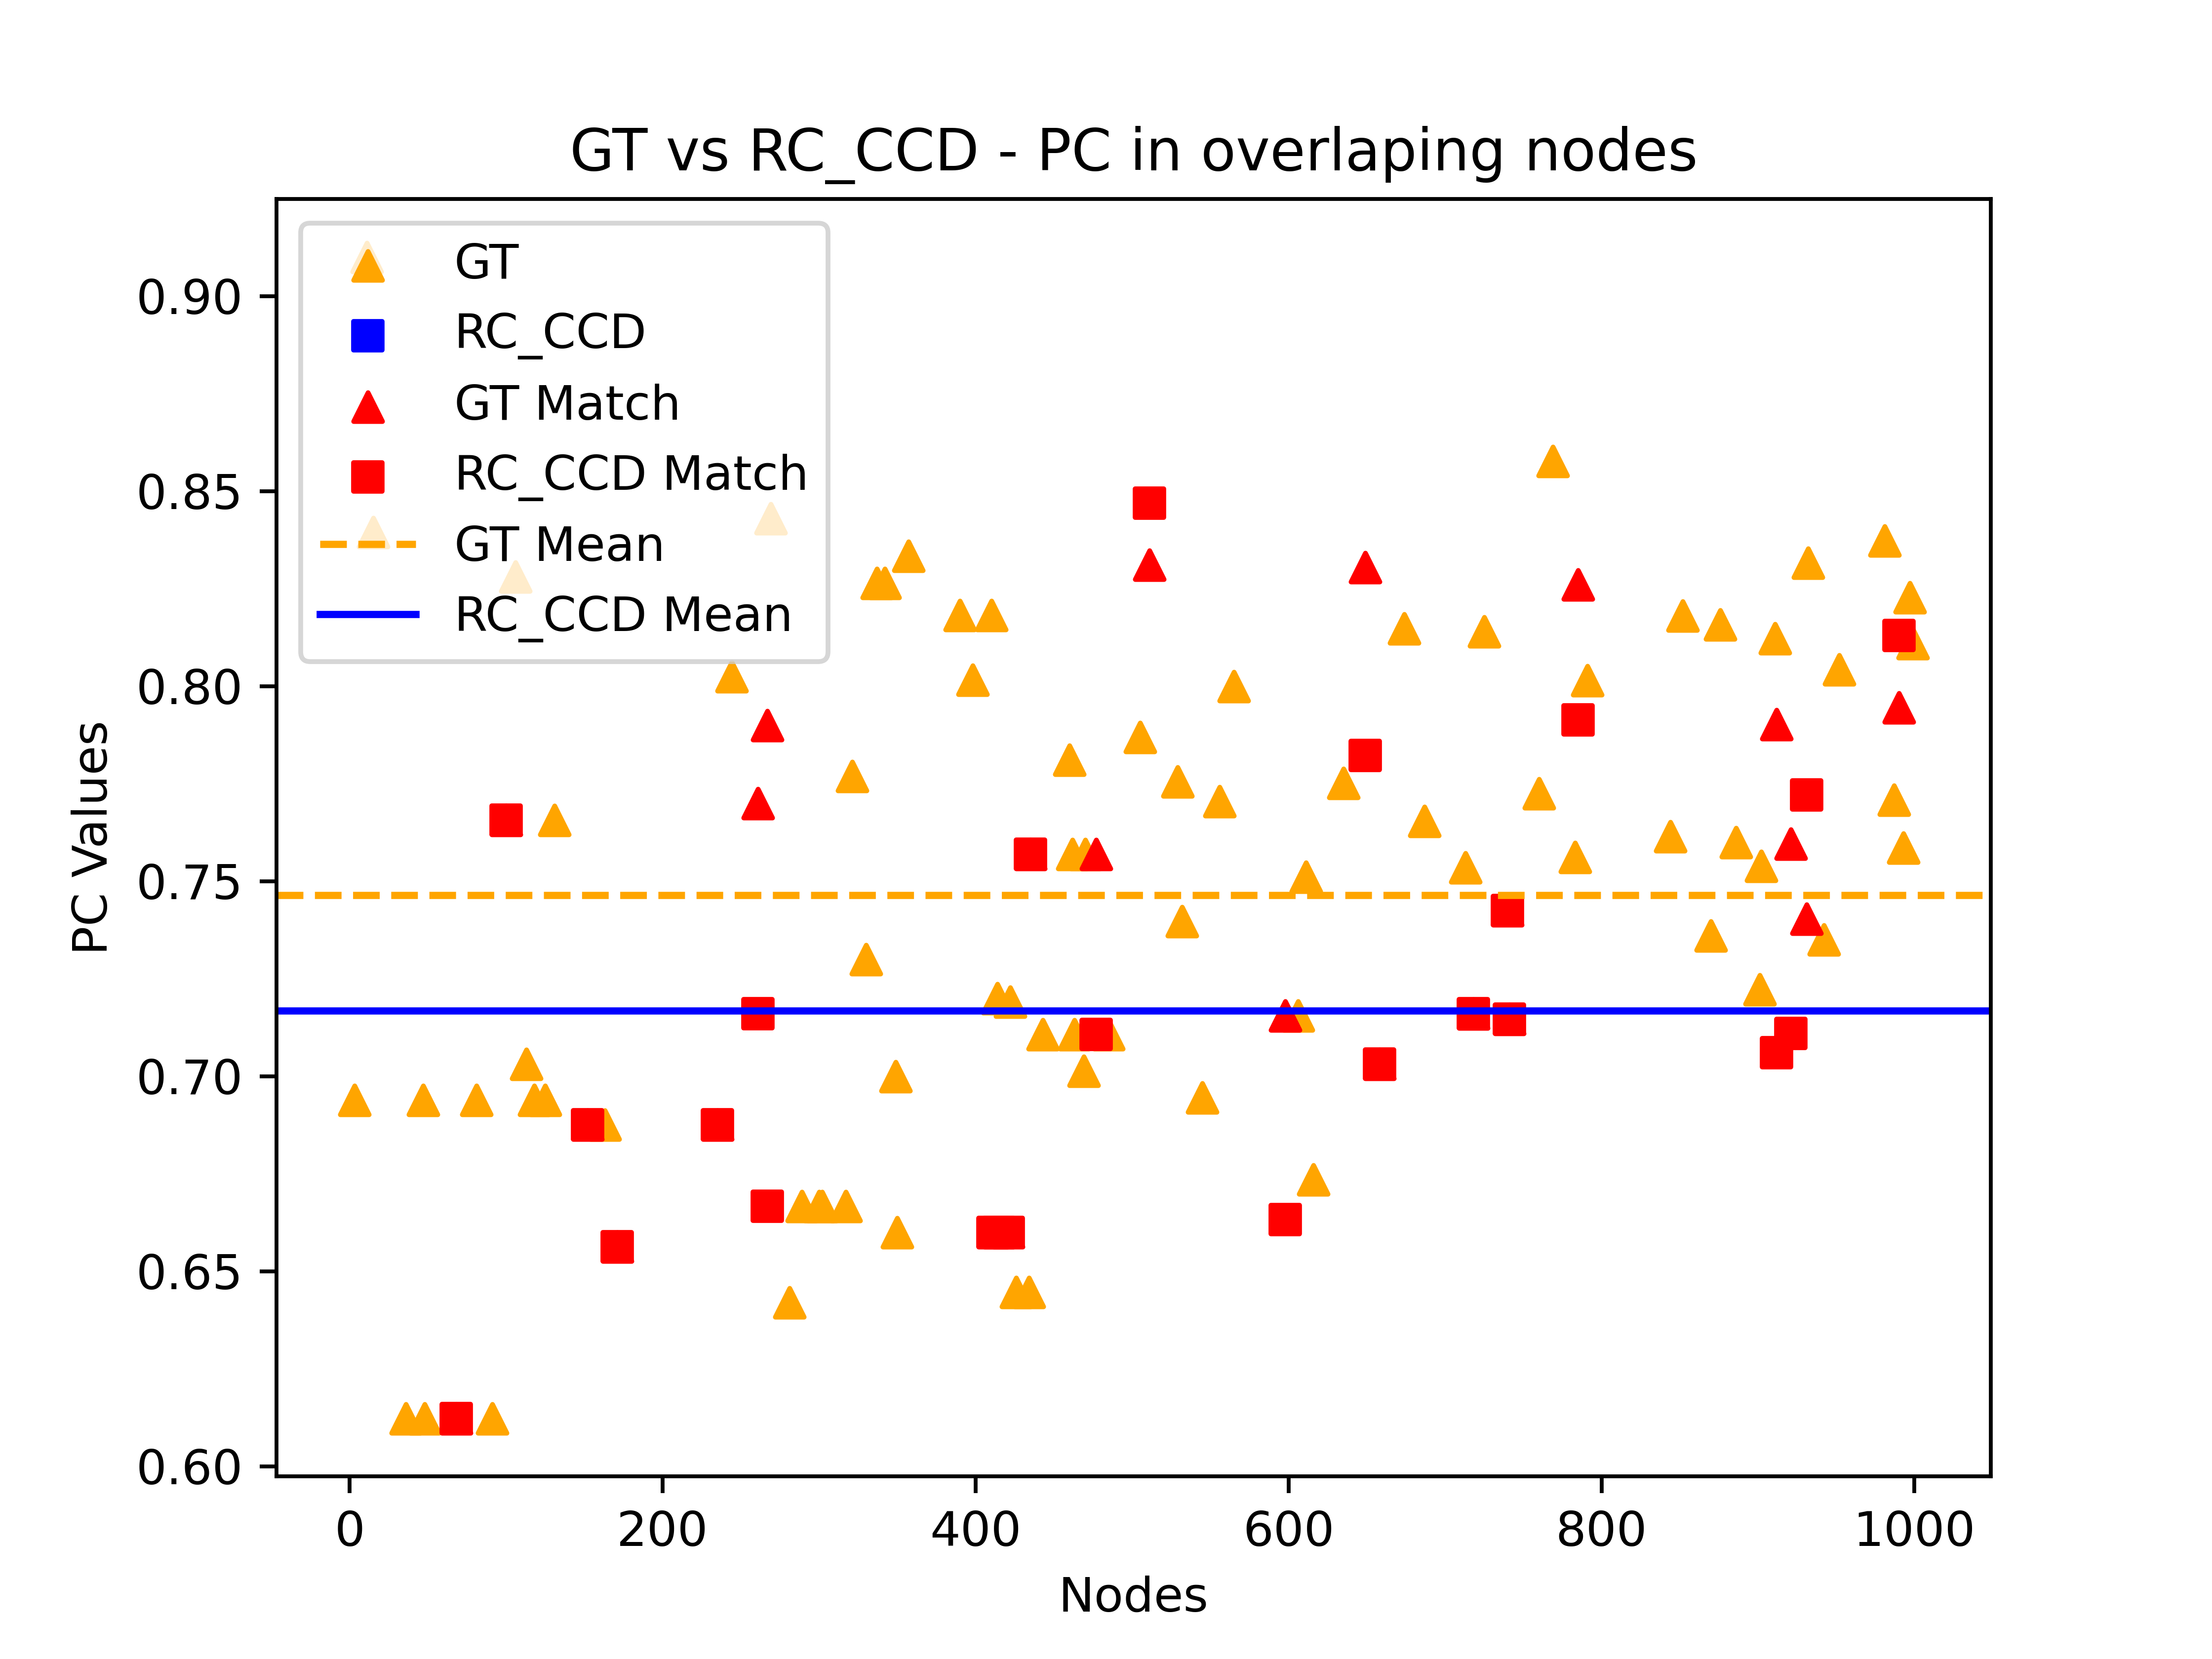 GT vs RC_CCD - PC in overlaping nodes
GT
RC_CCD
GT Match
RC_CCD Match
GT Mean
RC_CCD Mean
PC Values
0.90
0.85
0.80
0.75
0.70
0.65
0.60
0 200 400 600 800 1000
Nodes